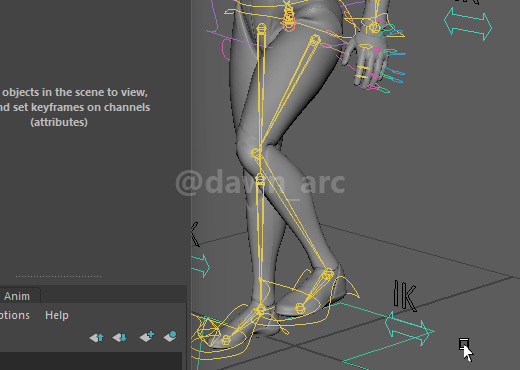 objects in the scene to view,
nd set keyframes on channels
(attributes)
@dawn_arc
IK
Anim
ptions Help